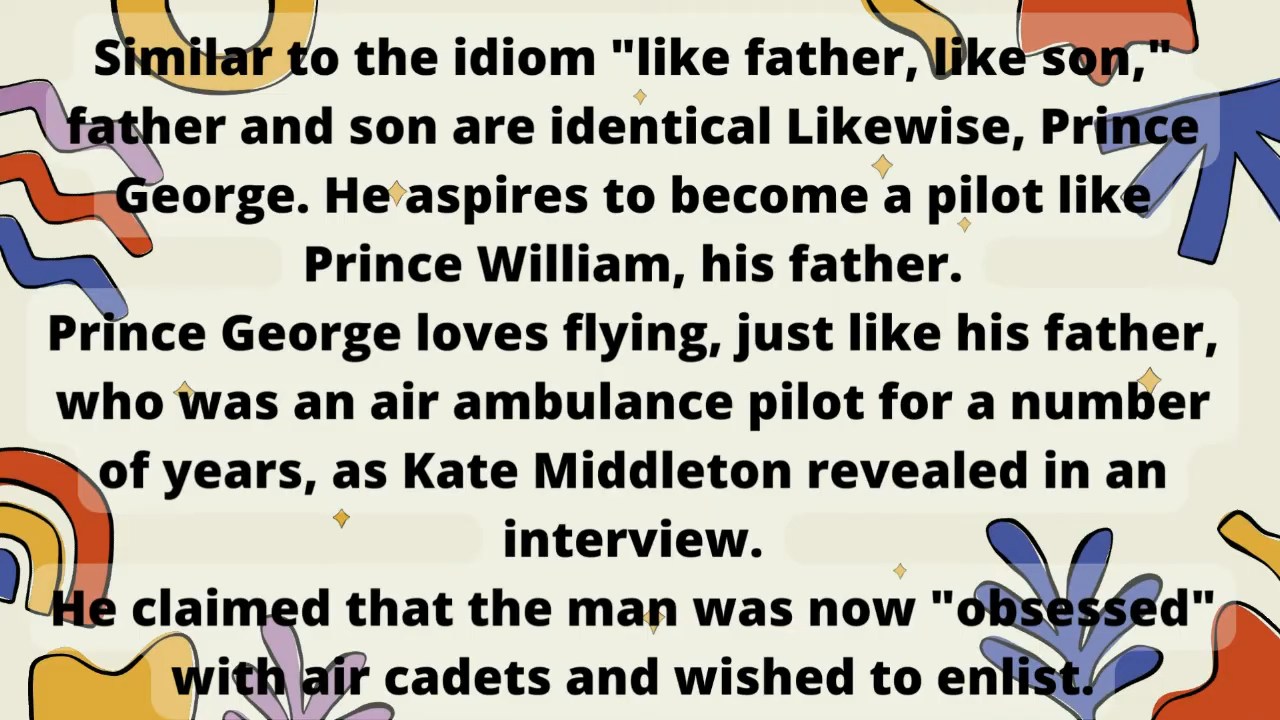 Similar to the idiom "like father, like son,"
father and son are identical Likewise, Prince
George. He aspires to become a pilot like
Prince William, his father.
Prince George loves flying, just like his father,
who was an air ambulance pilot for a number
of years, as Kate Middleton revealed in an
interview.
He claimed that the man was now "obsessed"
with air cadets and wished to enlist.